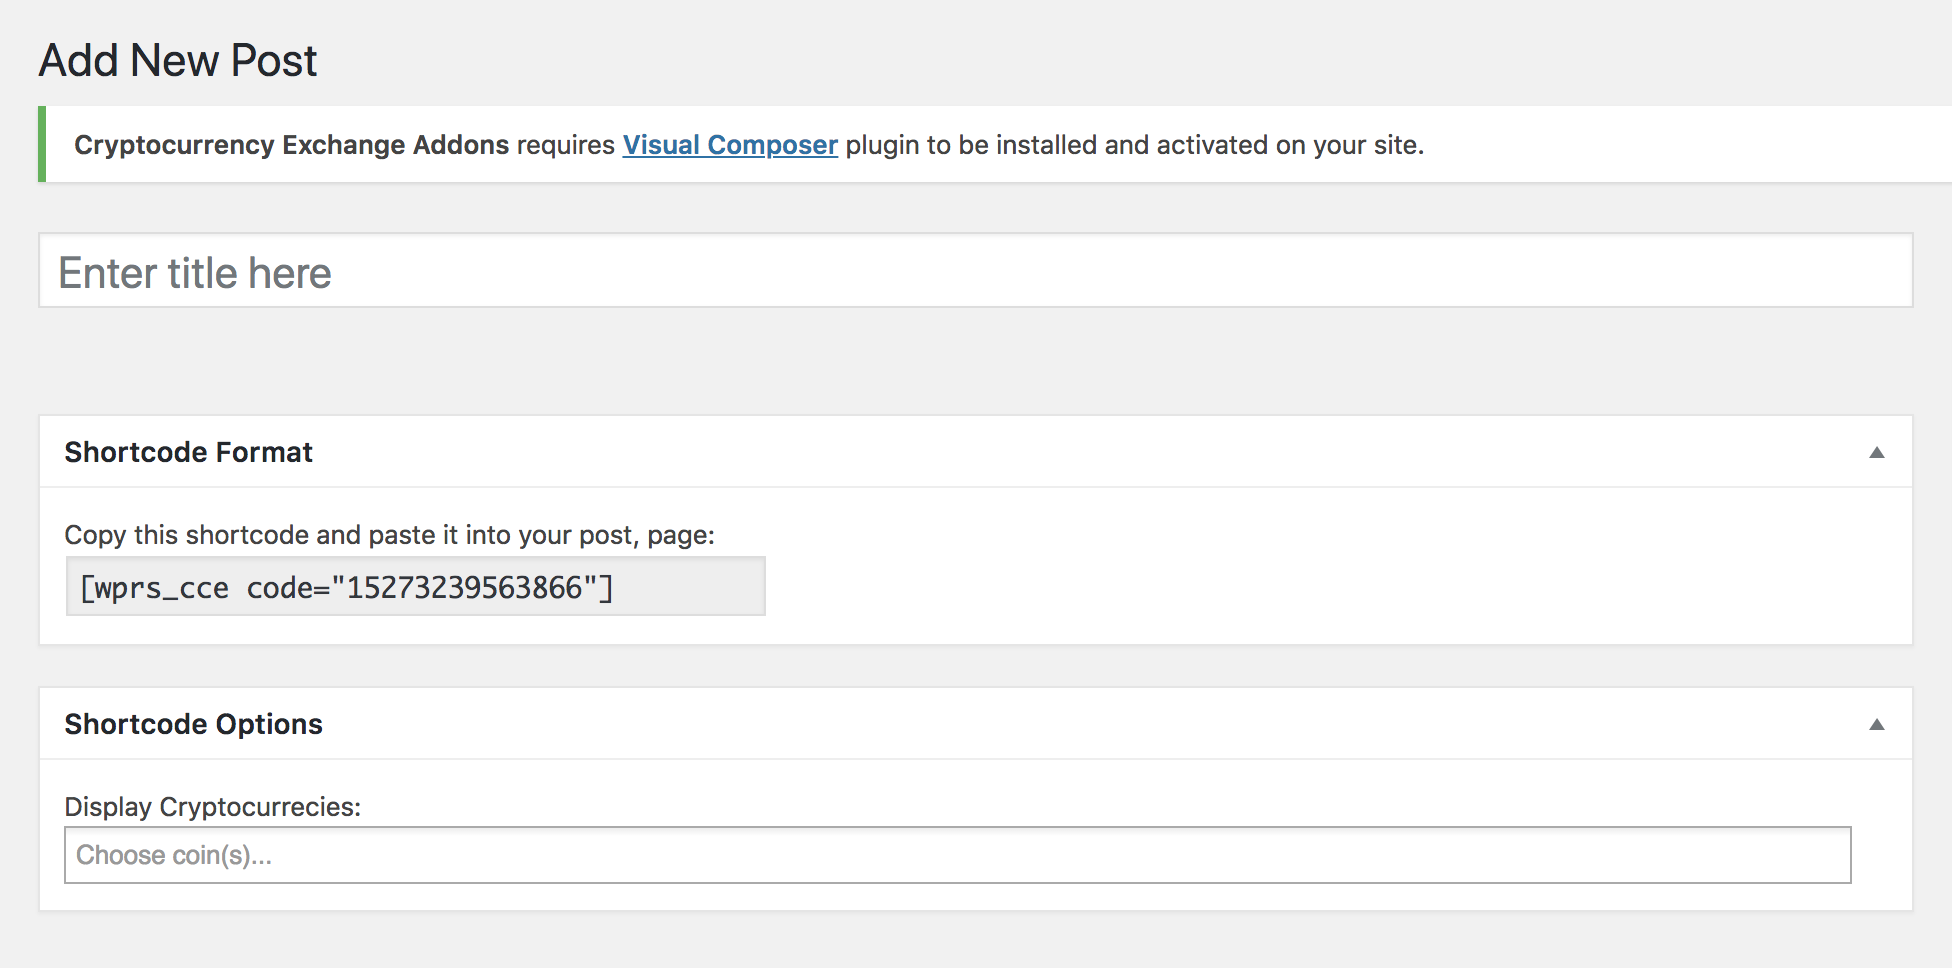 Add New Post
Cryptocurrency Exchange Addons requires Visual Composer plugin to be installed and activated on your site.
Enter title here
Shortcode Format
Copy this shortcode and paste it into your post, page:
[wprs_cce code="15273239563866"]
Shortcode Options
Display Cryptocurrecies:
Choose coin(s)...